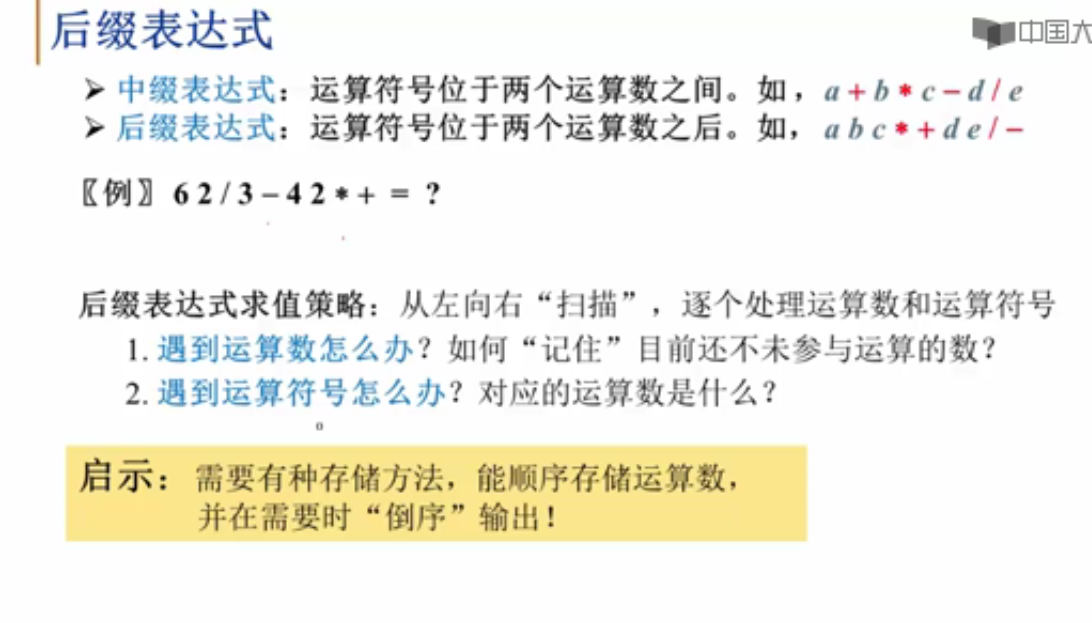 后缀表达式
中国大
➢ 中缀表达式：运算符号位于两个运算数之间。如，a + b * c − d / e
➢ 后缀表达式：运算符号位于两个运算数之后。如，a b c * + d e / −
〖例〗 6 2 / 3 − 4 2 * + = ?
后缀表达式求值策略：从左向右“扫描”，逐个处理运算数和运算符号
1. 遇到运算数怎么办？如何“记住”目前还不未参与运算的数？
2. 遇到运算符号怎么办？对应的运算数是什么？
启示：需要有种存储方法，能顺序存储运算数，
并在需要时“倒序”输出！